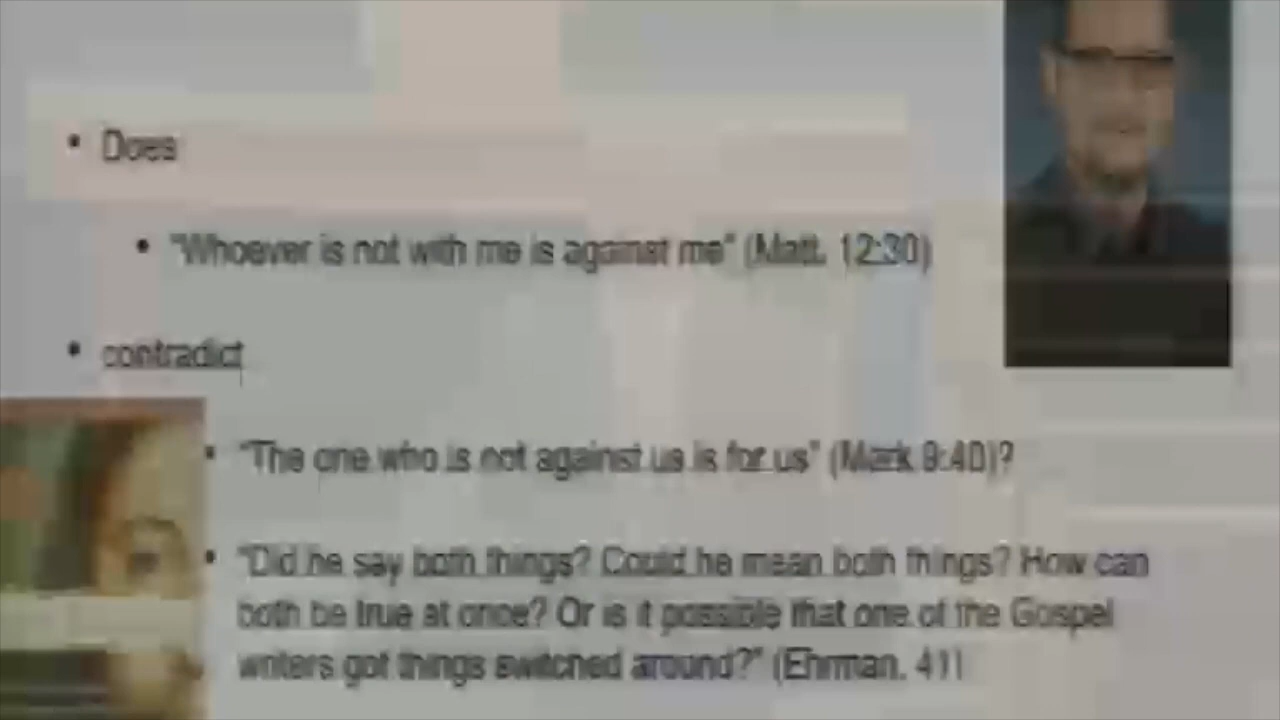 • Does
• "Whoever is not with me is against me" (Matt. 12:30)
• contradict
• "The one who is not against us is for us" (Mark 9:40)?
• "Did he say both things? Could he mean both things? How can
both be true at once? Or is it possible that one of the Gospel
writers got things switched around?" (Ehrman, 41)